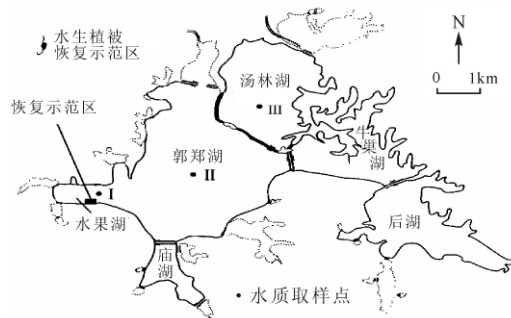 水生植被
恢复示范区
N
0 1km
汤林湖
III
恢复示范区
牛巢湖
郭郑湖
II
I
水果湖
后湖
庙湖
水质取样点